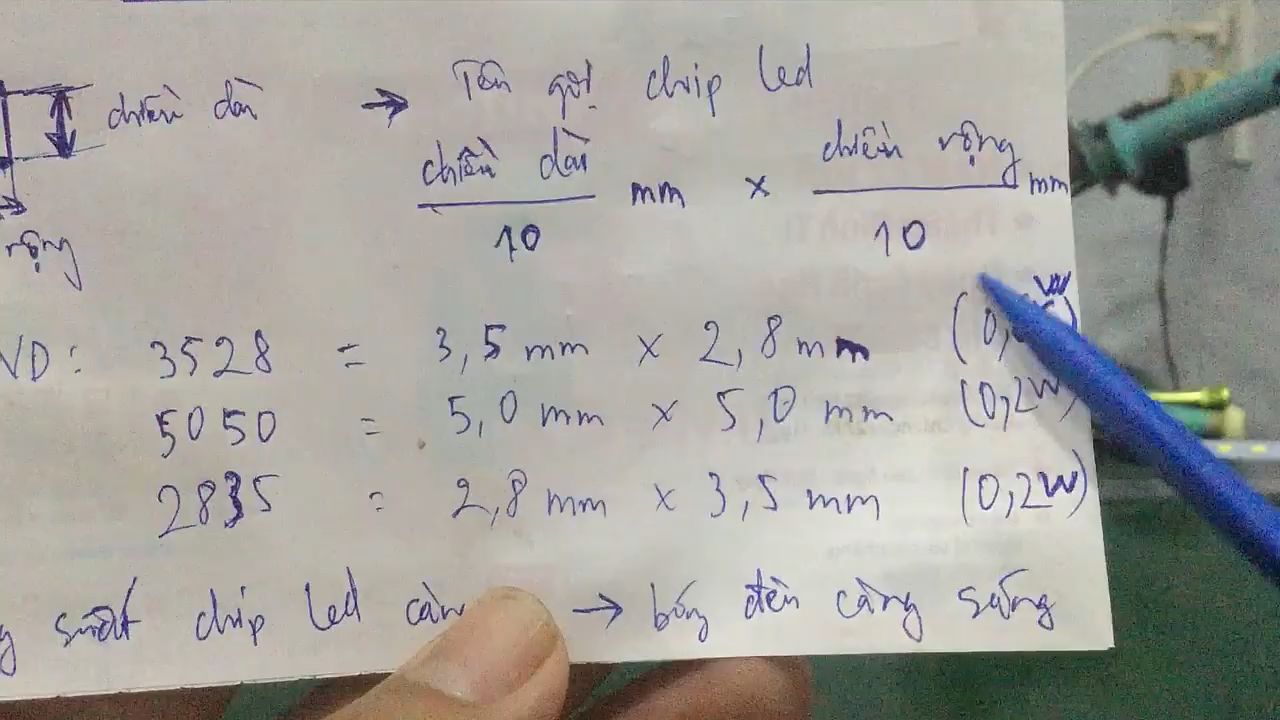 chiều dài → Tên gọi chip led
chiều dài mm x chiều rộng mm
10 10
rộng
VD: 3528 = 3,5 mm x 2,8 mm
5050 = 5,0 mm x 5,0 mm (0,2W)
2835 = 2,8 mm x 3,5 mm (0,2W)
suất chip led càng → bóng đèn càng sáng